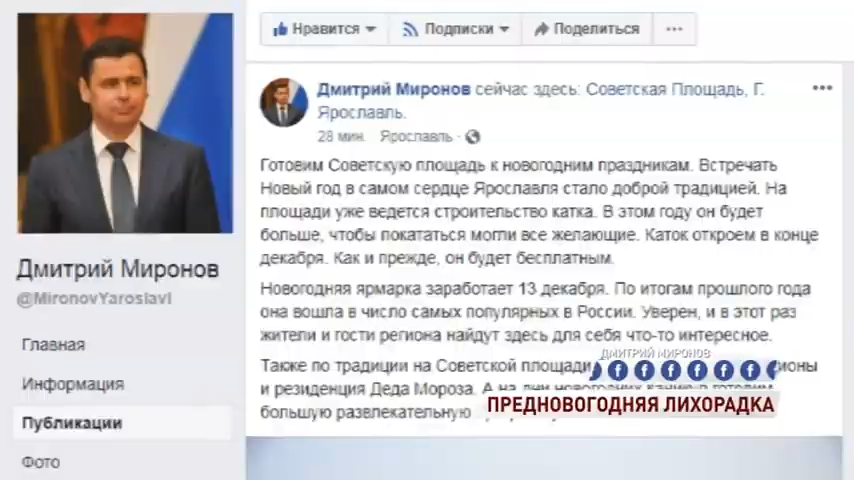 Нравится
Подписки
Поделиться
Дмитрий Миронов сейчас здесь: Советская Площадь, Г.
Ярославль.
28 мин. Ярославль ·
Готовим Советскую площадь к новогодним праздникам. Встречать
Новый год в самом сердце Ярославля стало доброй традицией. На
площади уже ведется строительство катка. В этом году он будет
больше, чтобы покататься могли все желающие. Каток откроем в конце
декабря. Как и прежде, он будет бесплатным.
Новогодняя ярмарка заработает 13 декабря. По итогам прошлого года
она вошла в число самых популярных в России. Уверен, и в этот раз
жители и гости региона найдут здесь для себя что-то интересное.
Также по традиции на Советской площади
и резиденция Деда Мороза. А на дни новогодних каникул готовим
большую развлекательную
ДМИТРИЙ МИРОНОВ
ПРЕДНОВОГОДНЯЯ ЛИХОРАДКА
Дмитрий Миронов
@MironovYaroslavl
Главная
Информация
Публикации
Фото